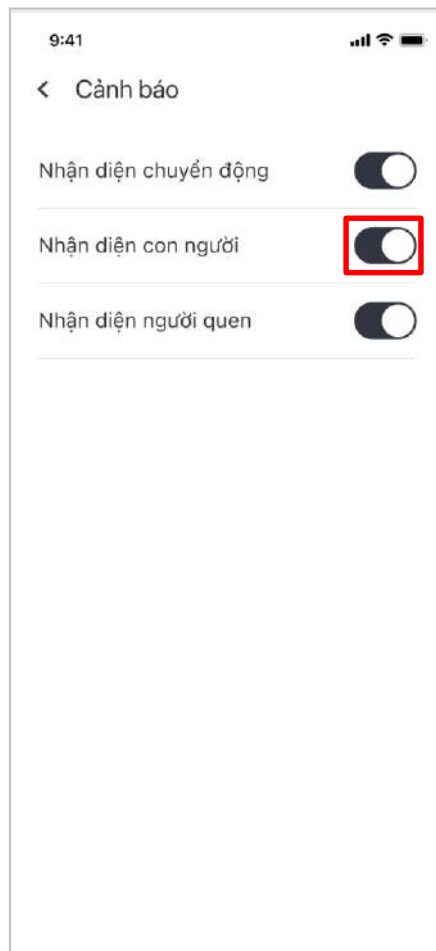 9:41
Cảnh báo
Nhận diện chuyển động
Nhận diện con người
Nhận diện người quen